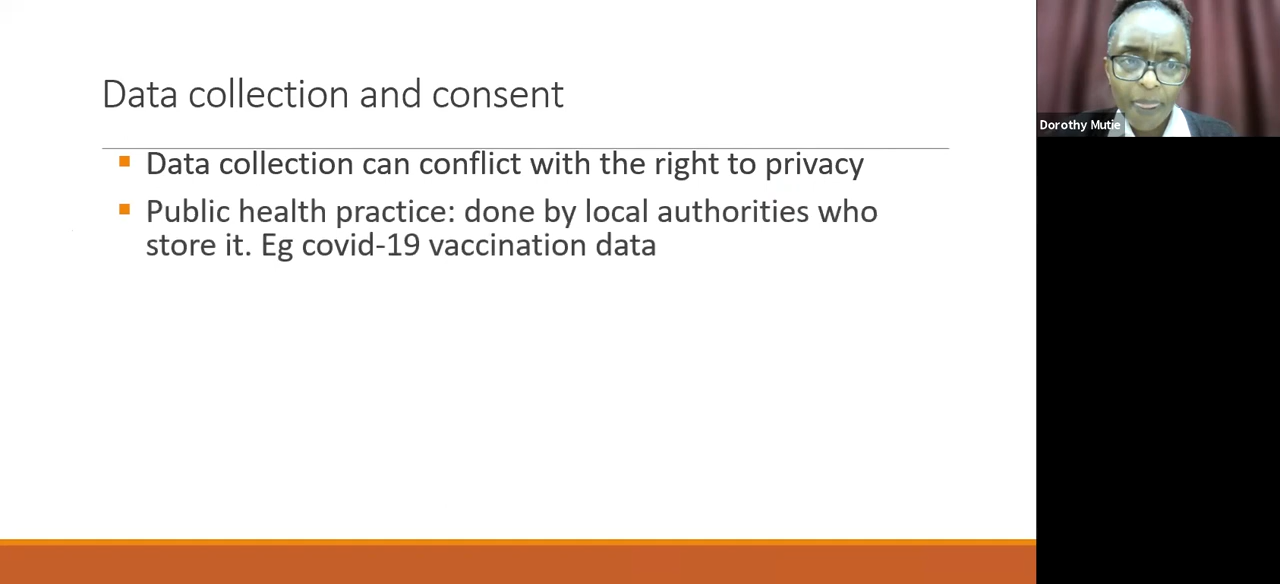 Data collection and consent
Data collection can conflict with the right to privacy
Public health practice: done by local authorities who
store it. Eg covid-19 vaccination data
Dorothy Mutie